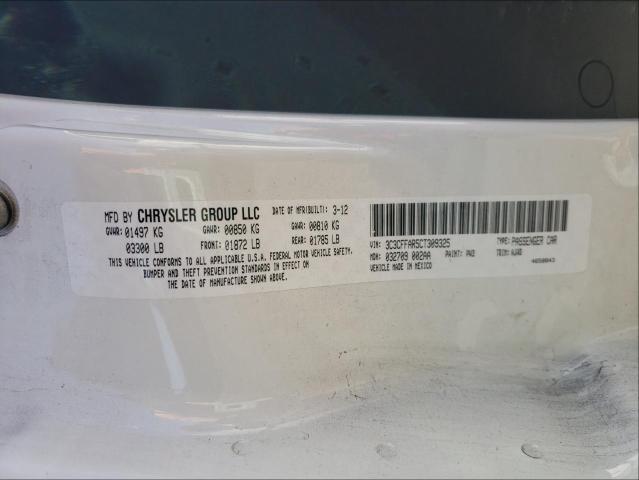 MFD BY CHRYSLER GROUP LLC DATE OF MFR(BUILT): 3-12
GVWR: 01497 KG GAWR: 00850 KG GAWR: 00810 KG
03300 LB FRONT: 01872 LB REAR: 01785 LB
THIS VEHICLE CONFORMS TO ALL APPLICABLE U.S.A. FEDERAL MOTOR VEHICLE SAFETY,
BUMPER AND THEFT PREVENTION STANDARDS IN EFFECT ON
THE DATE OF MANUFACTURE SHOWN ABOVE.
VIN: 3C3CFFAR5CT309325 TYPE: PASSENGER CAR
MDH: 032709 002AA PAINT: PW2 TRIM: AJA8
VEHICLE MADE IN MEXICO 4650043